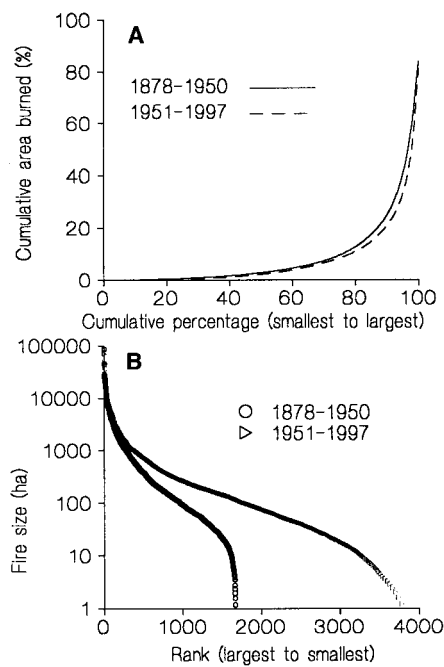 A
100
80
60
40
20
0
Cumulative area burned (%)
1878-1950
1951-1997
0 20 40 60 80 100
Cumulative percentage (smallest to largest)
B
100000
10000
1000
100
10
1
Fire size (ha)
1878-1950
1951-1997
0 1000 2000 3000 4000
Rank (largest to smallest)